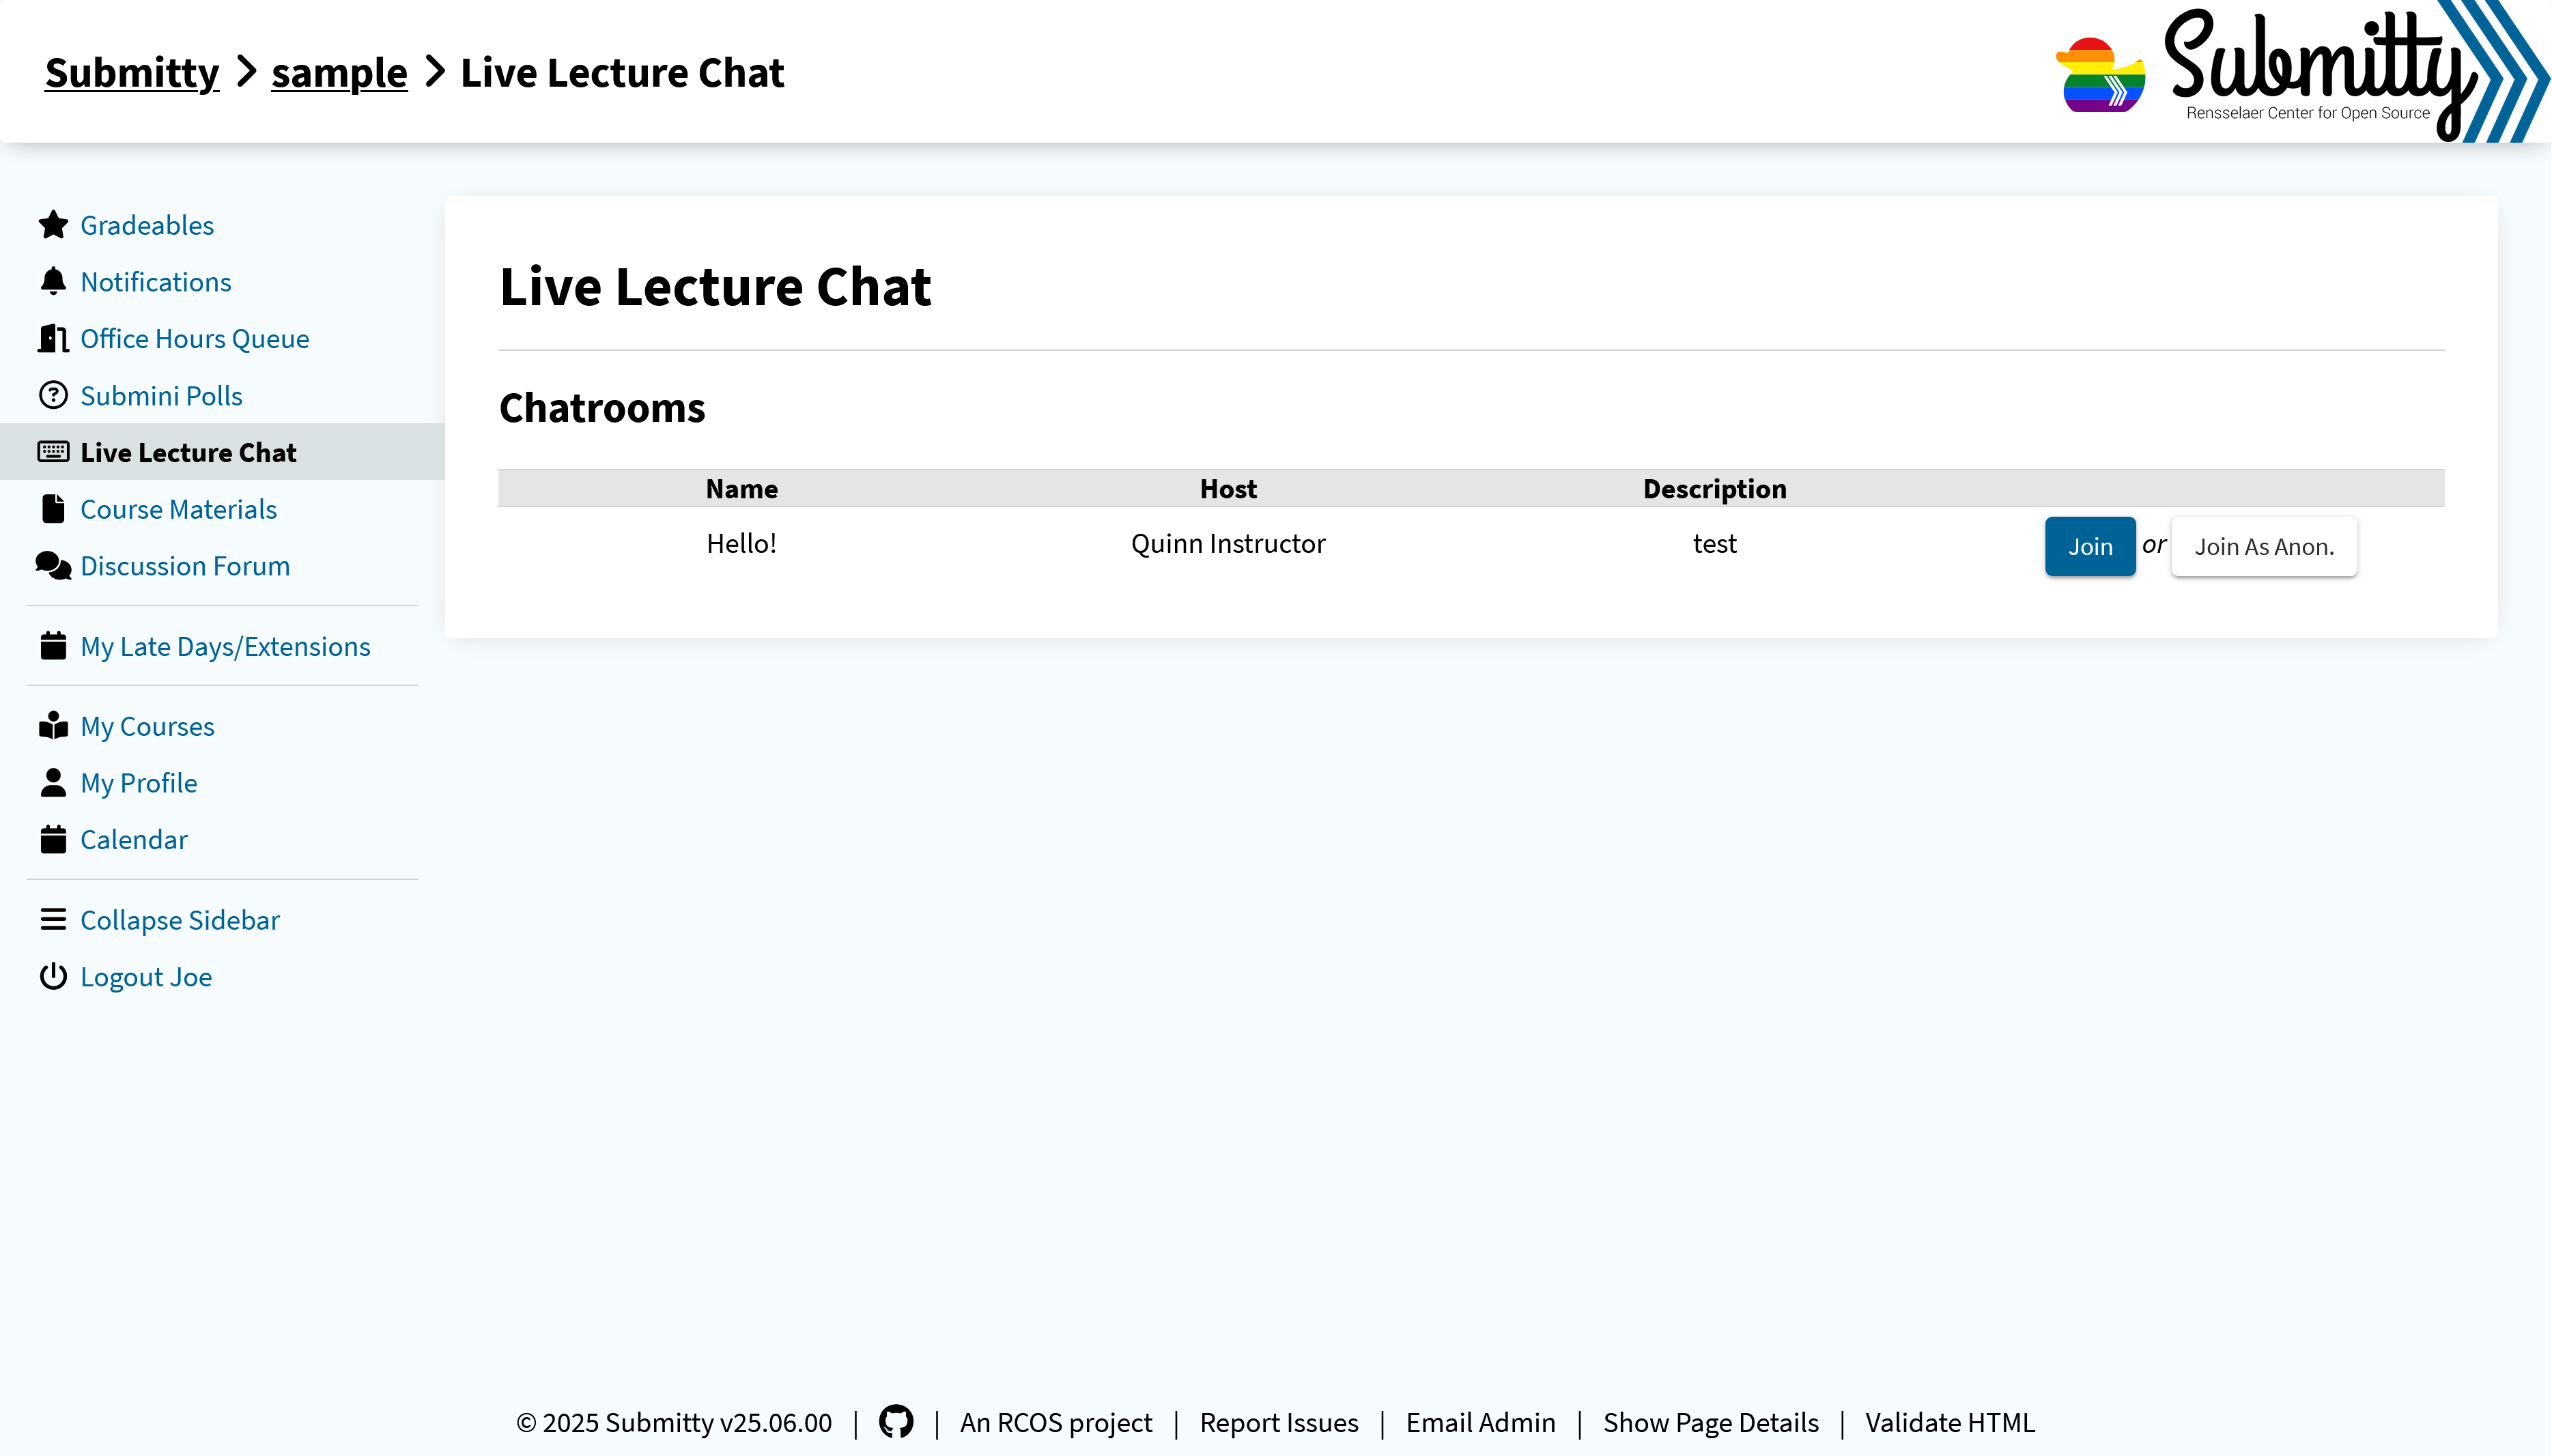 Submitty > sample > Live Lecture Chat
Submitty
Rensselaer Center for Open Source
Gradeables
Notifications
Office Hours Queue
Submini Polls
Live Lecture Chat
Course Materials
Discussion Forum
My Late Days/Extensions
My Courses
My Profile
Calendar
Collapse Sidebar
Logout Joe
Live Lecture Chat
Chatrooms
Name Host Description
Hello! Quinn Instructor test Join or Join As Anon.
© 2025 Submitty v25.06.00 | | An RCOS project | Report Issues | Email Admin | Show Page Details | Validate HTML